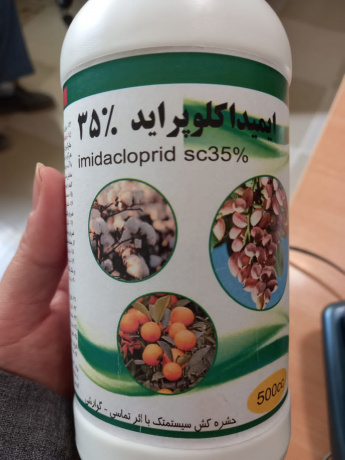 ایمیداکلوپراید ۳۵%
imidacloprid sc35%
500cc
حشره کش سیستمتک با اثر تماسی - گوارشی